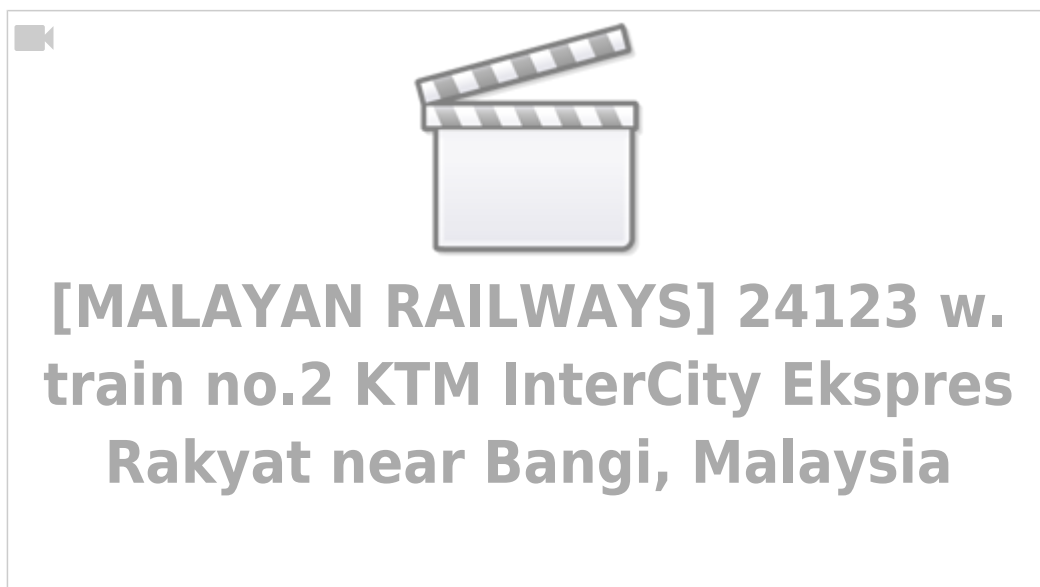 [MALAYAN RAILWAYS] 24123 w.
train no.2 KTM InterCity Ekspres
Rakyat near Bangi, Malaysia